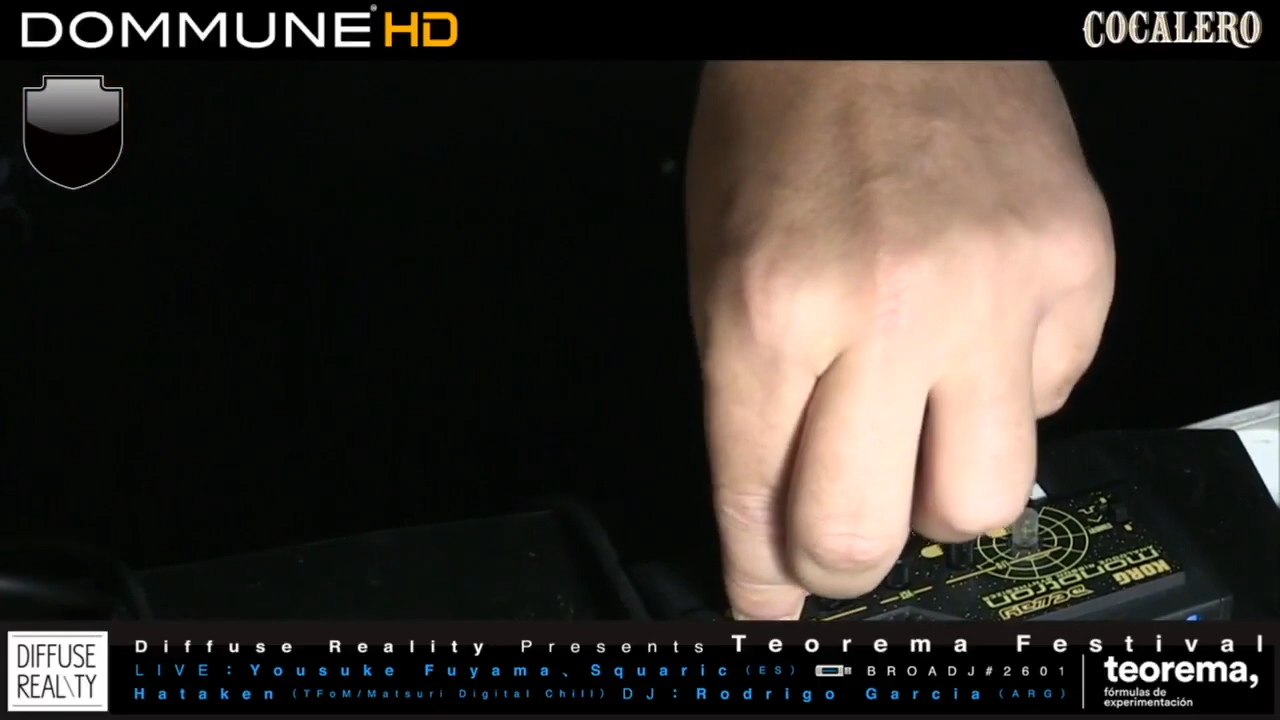 DOMMUNE® HD
COCALERO
KORG
monotron
DELAY
DIFFUSE REALITY
Diffuse Reality Presents Teorema Festival
LIVE：Yousuke Fuyama、Squaric (ES) BROADJ#2601
Hataken (TFoM/Matsuri Digital Chill) DJ：Rodrigo Garcia (ARG)
teorema,
fórmulas de
experimentación